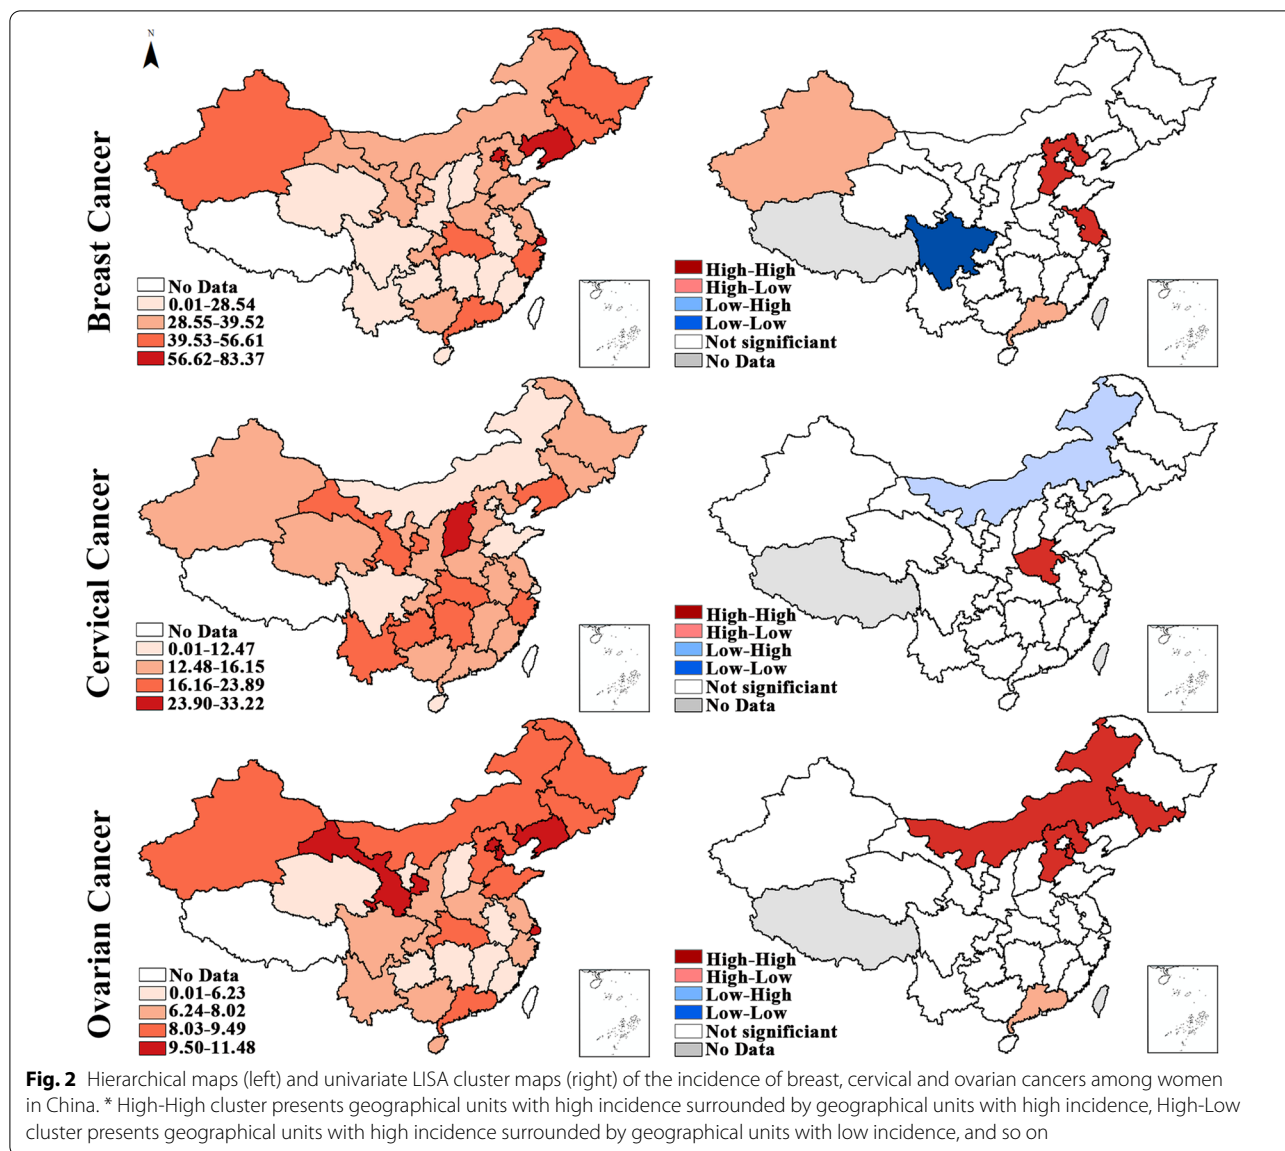 N
Breast Cancer
No Data
0.01-28.54
28.55-39.52
39.53-56.61
56.62-83.37
High-High
High-Low
Low-High
Low-Low
Not significiant
No Data
Cervical Cancer
No Data
0.01-12.47
12.48-16.15
16.16-23.89
23.90-33.22
High-High
High-Low
Low-High
Low-Low
Not significiant
No Data
Ovarian Cancer
No Data
0.01-6.23
6.24-8.02
8.03-9.49
9.50-11.48
High-High
High-Low
Low-High
Low-Low
Not significiant
No Data
Fig. 2 Hierarchical maps (left) and univariate LISA cluster maps (right) of the incidence of breast, cervical and ovarian cancers among women
in China. * High-High cluster presents geographical units with high incidence surrounded by geographical units with high incidence, High-Low
cluster presents geographical units with high incidence surrounded by geographical units with low incidence, and so on